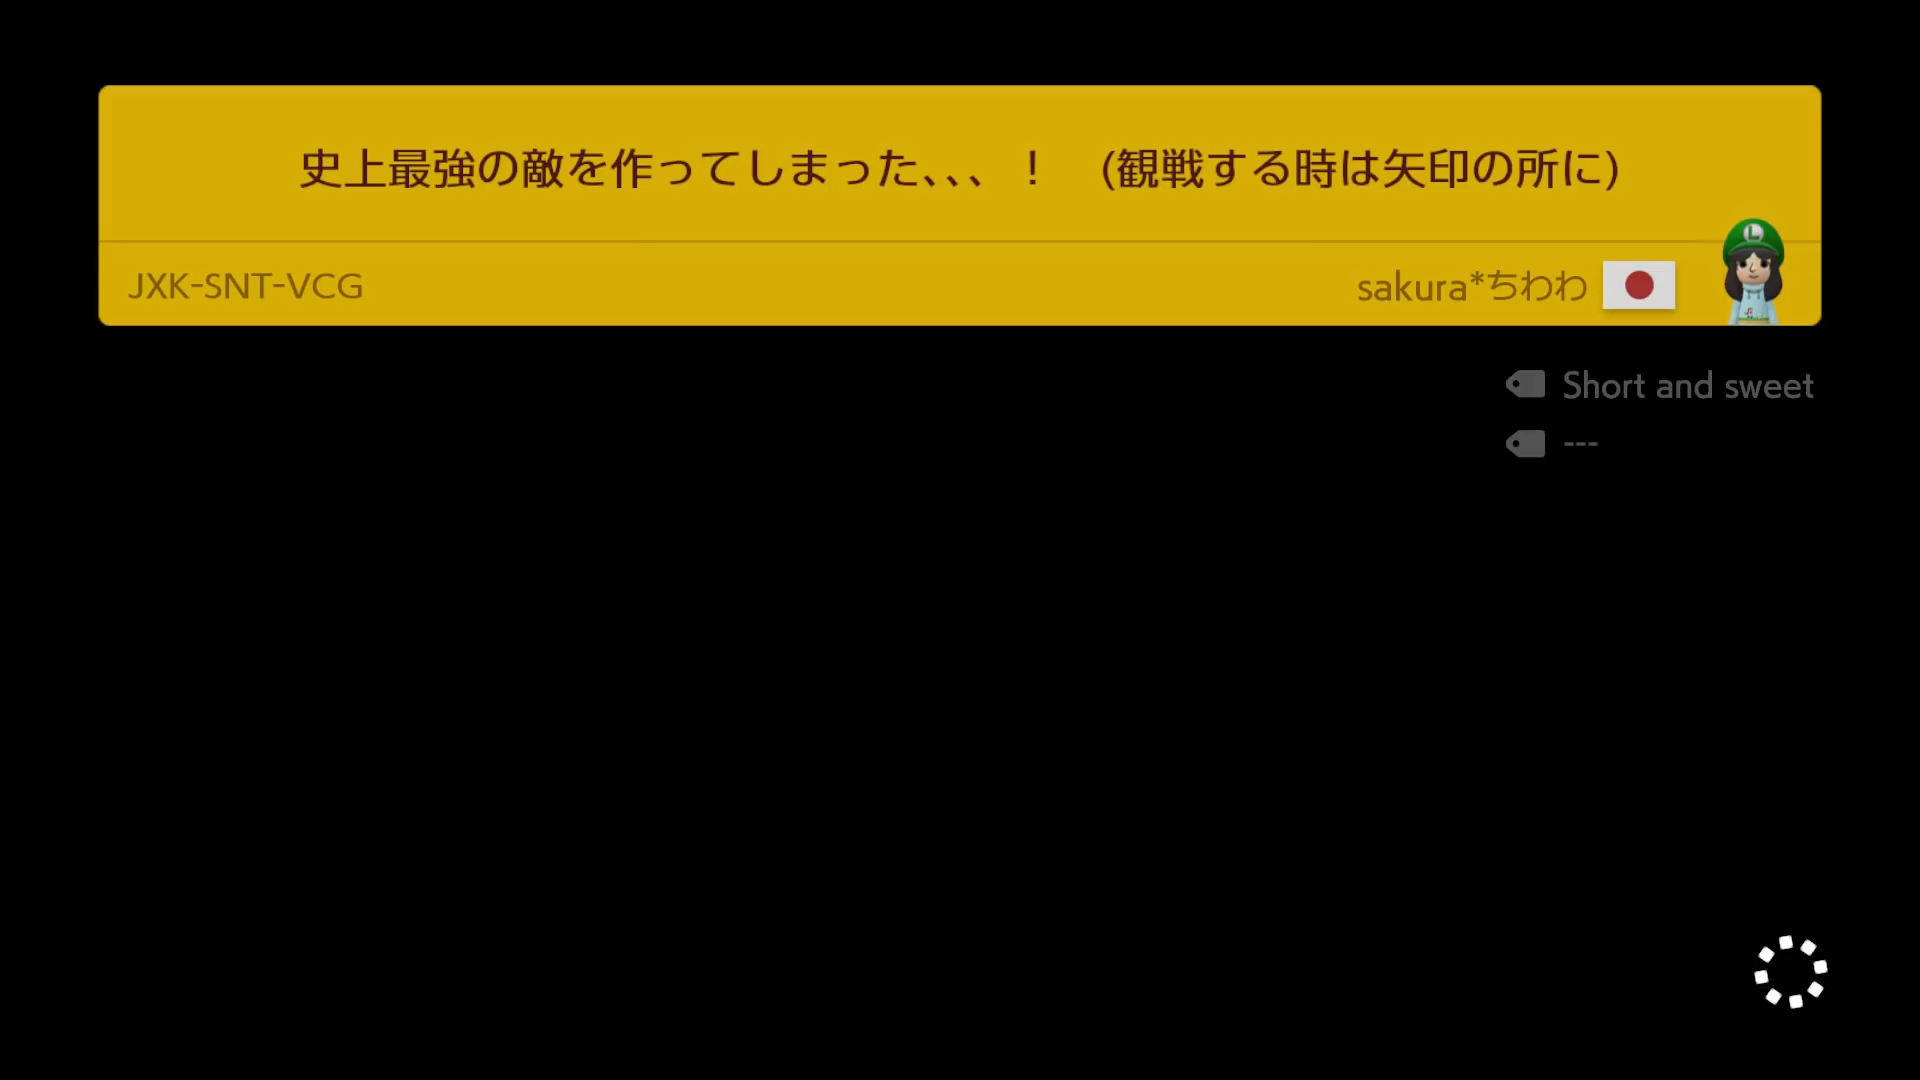 史上最強の敵を作ってしまった、、、！　(観戦する時は矢印の所に)
JXK-SNT-VCG
sakura*ちわわ
L
Short and sweet
---